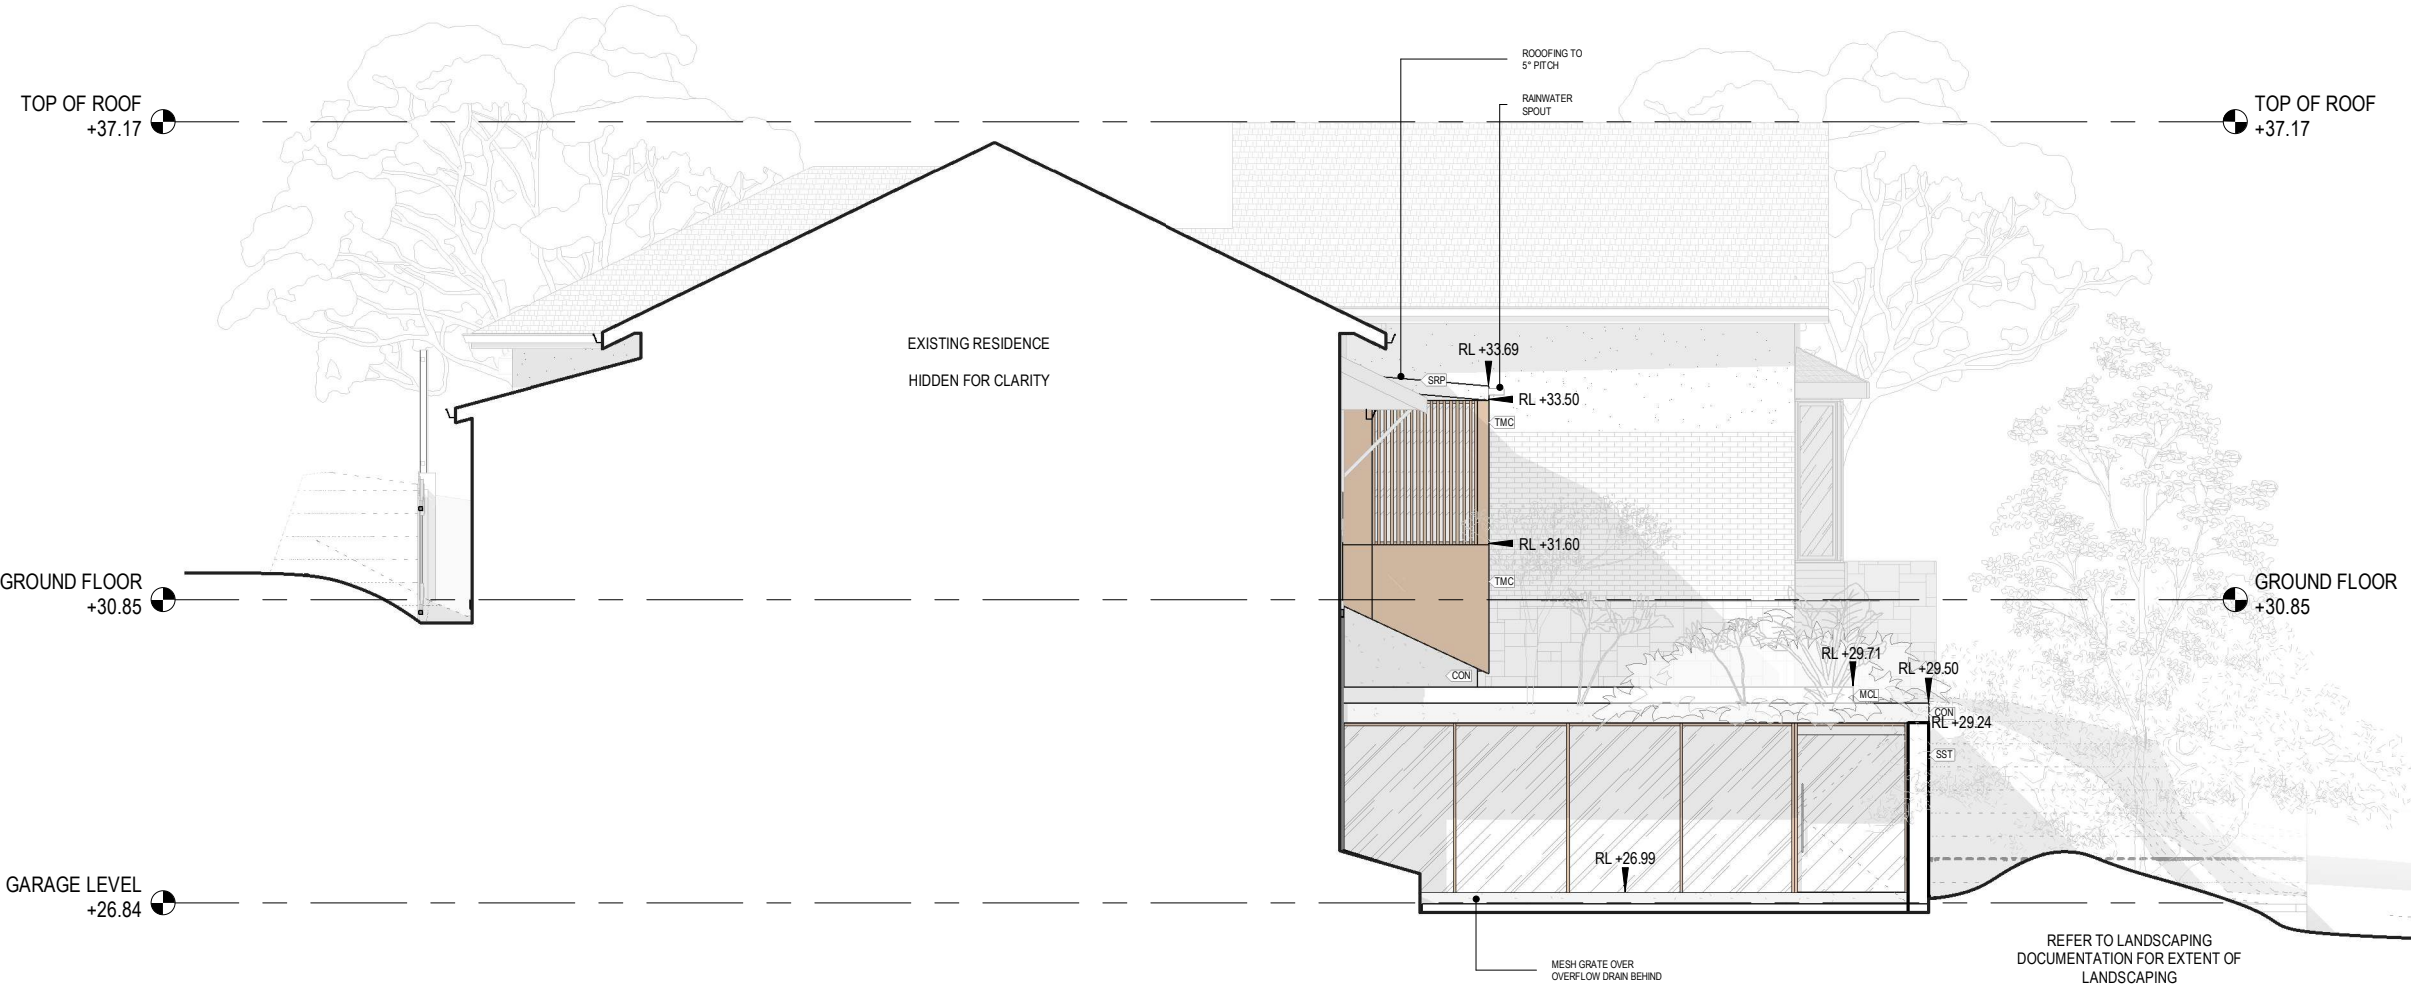 ROOOFING TO
5° PITCH
TOP OF ROOF
+37.17
RAINWATER
SPOUT
TOP OF ROOF
+37.17
EXISTING RESIDENCE
HIDDEN FOR CLARITY
RL +33.69
SRP
RL +33.50
TMC
RL +31.60
TMC
GROUND FLOOR
+30.85
GROUND FLOOR
+30.85
RL +29.71
RL +29.50
CON
MCL
CON
RL +29.24
SST
RL +26.99
GARAGE LEVEL
+26.84
MESH GRATE OVER
OVERFLOW DRAIN BEHIND
REFER TO LANDSCAPING
DOCUMENTATION FOR EXTENT OF
LANDSCAPING